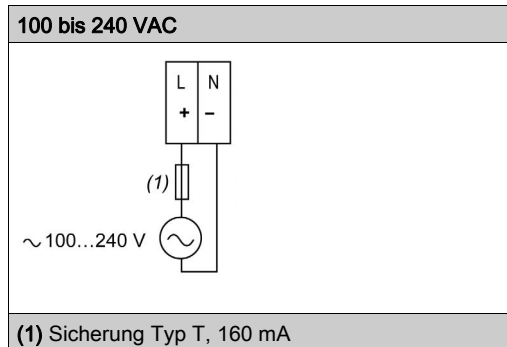 100 bis 240 VAC
L N
+ −
(1)
∼ 100...240 V
(1) Sicherung Typ T, 160 mA